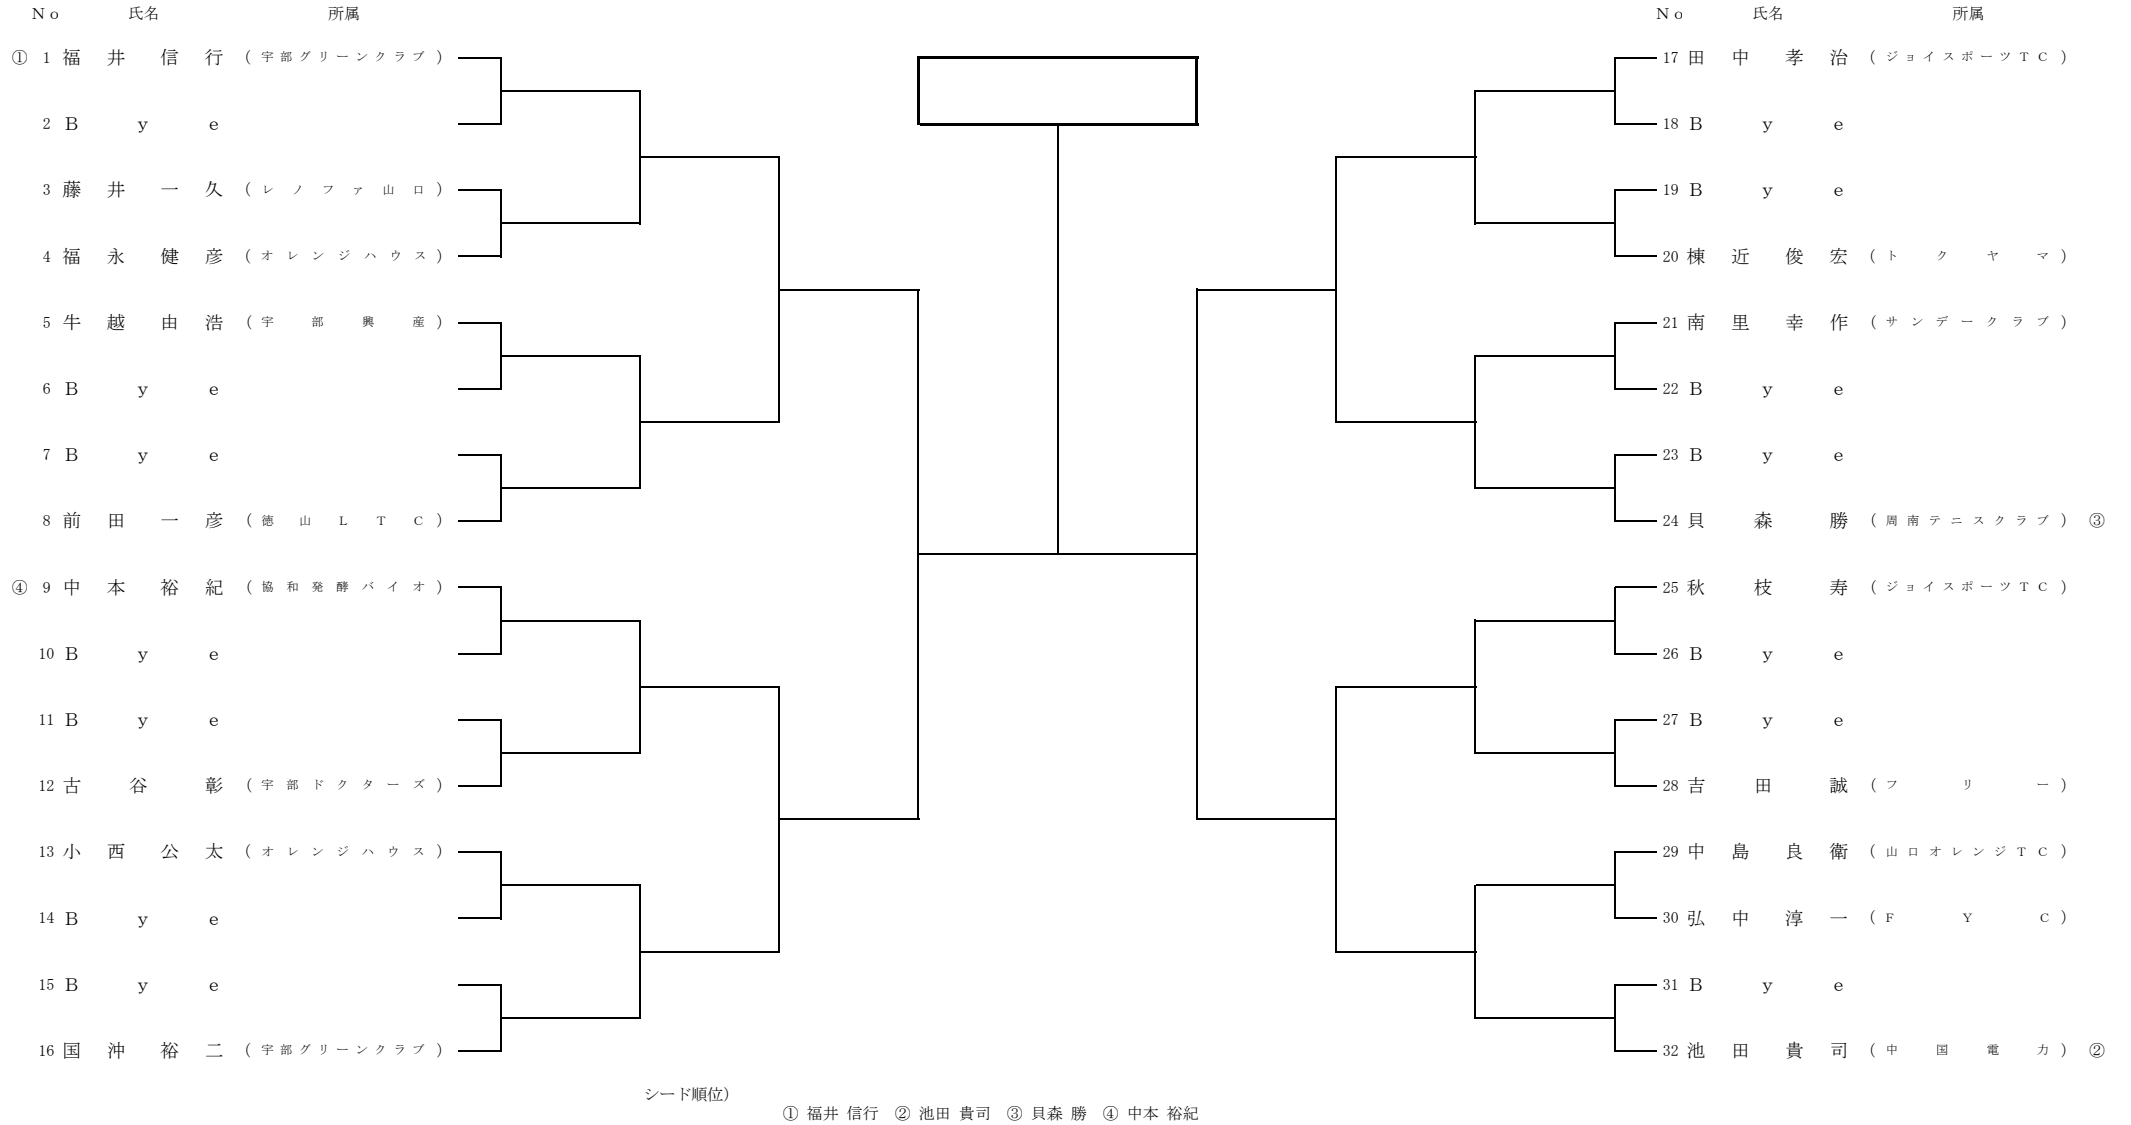 Ｎｏ 氏名 所属
① 1 福井 信行 （宇部グリーンクラブ）
2 Ｂｙｅ
3 藤井 一久 （レノファ山口）
4 福永 健彦 （オレンジハウス）
5 牛越 由浩 （宇部興産）
6 Ｂｙｅ
7 Ｂｙｅ
8 前田 一彦 （徳山ＬＴＣ）
④ 9 中本 裕紀 （協和発酵バイオ）
10 Ｂｙｅ
11 Ｂｙｅ
12 古谷 彰 （宇部ドクターズ）
13 小西 公太 （オレンジハウス）
14 Ｂｙｅ
15 Ｂｙｅ
16 国沖 裕二 （宇部グリーンクラブ）
Ｎｏ 氏名 所属
17 田中 孝治 （ジョイスポーツＴＣ）
18 Ｂｙｅ
19 Ｂｙｅ
20 棟近 俊宏 （トクヤマ）
21 南里 幸作 （サンデークラブ）
22 Ｂｙｅ
23 Ｂｙｅ
24 貝森 勝 （周南テニスクラブ） ③
25 秋枝 寿 （ジョイスポーツＴＣ）
26 Ｂｙｅ
27 Ｂｙｅ
28 吉田 誠 （フリー）
29 中島 良衛 （山口オレンジＴＣ）
30 弘中 淳一 （ＦＹＣ）
31 Ｂｙｅ
32 池田 貴司 （中国電力） ②
シード順位）
① 福井 信行 ② 池田 貴司 ③ 貝森 勝 ④ 中本 裕紀